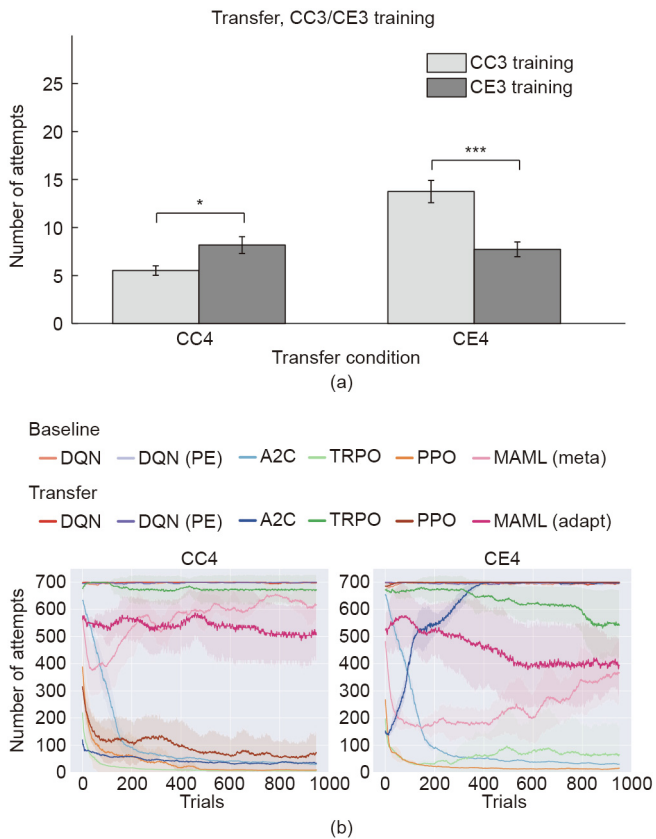 Transfer, CC3/CE3 training
CC3 training
CE3 training
Number of attempts
25
20
15
10
5
0
*
***
CC4
CE4
Transfer condition
(a)
Baseline
DQN
DQN (PE)
A2C
TRPO
PPO
MAML (meta)
Transfer
DQN
DQN (PE)
A2C
TRPO
PPO
MAML (adapt)
CC4
CE4
Number of attempts
700
600
500
400
300
200
100
0
0 200 400 600 800 1000
Trials
Number of attempts
700
600
500
400
300
200
100
0
0 200 400 600 800 1000
Trials
(b)